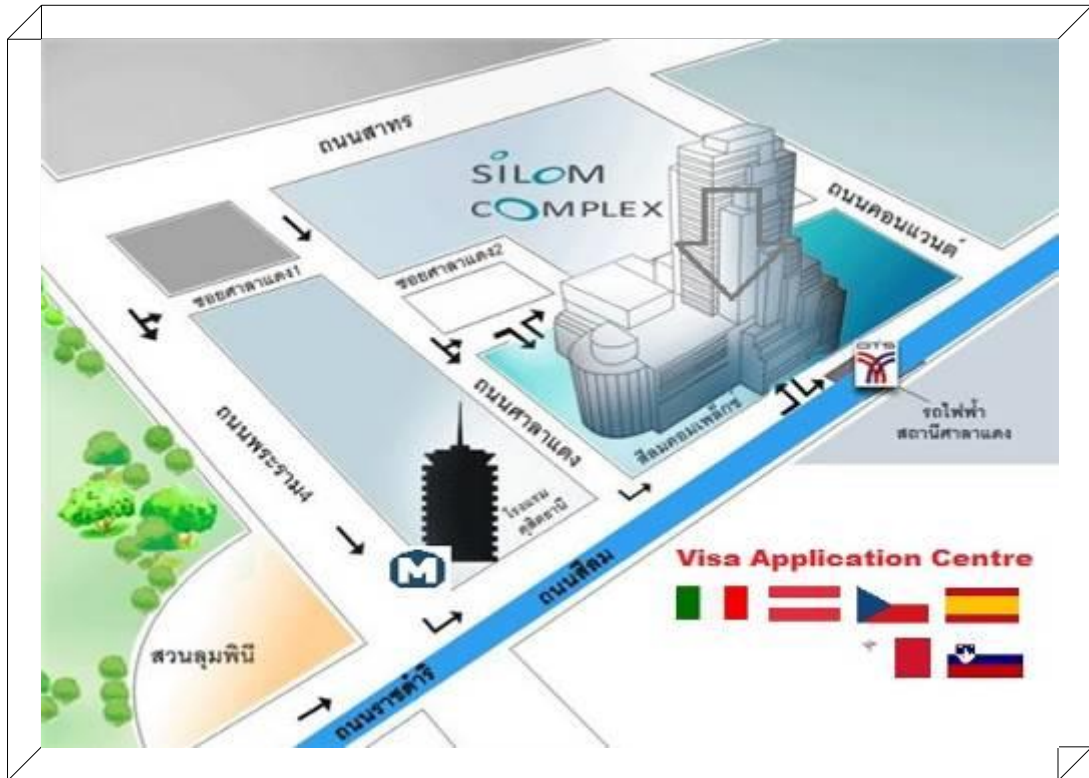 ถนนสาทร
SILOM
COMPLEX
ถนนคอนแวนต์
ซอยศาลาแดง1
ซอยศาลาแดง2
BTS
รถไฟฟ้า
สถานีศาลาแดง
ถนนศาลาแดง
สีลมคอมเพล็กซ์
ถนนพระราม4
โรงแรม
ดุสิตธานี
M
ถนนสีลม
Visa Application Centre
สวนลุมพินี
ถนนราชดำริ